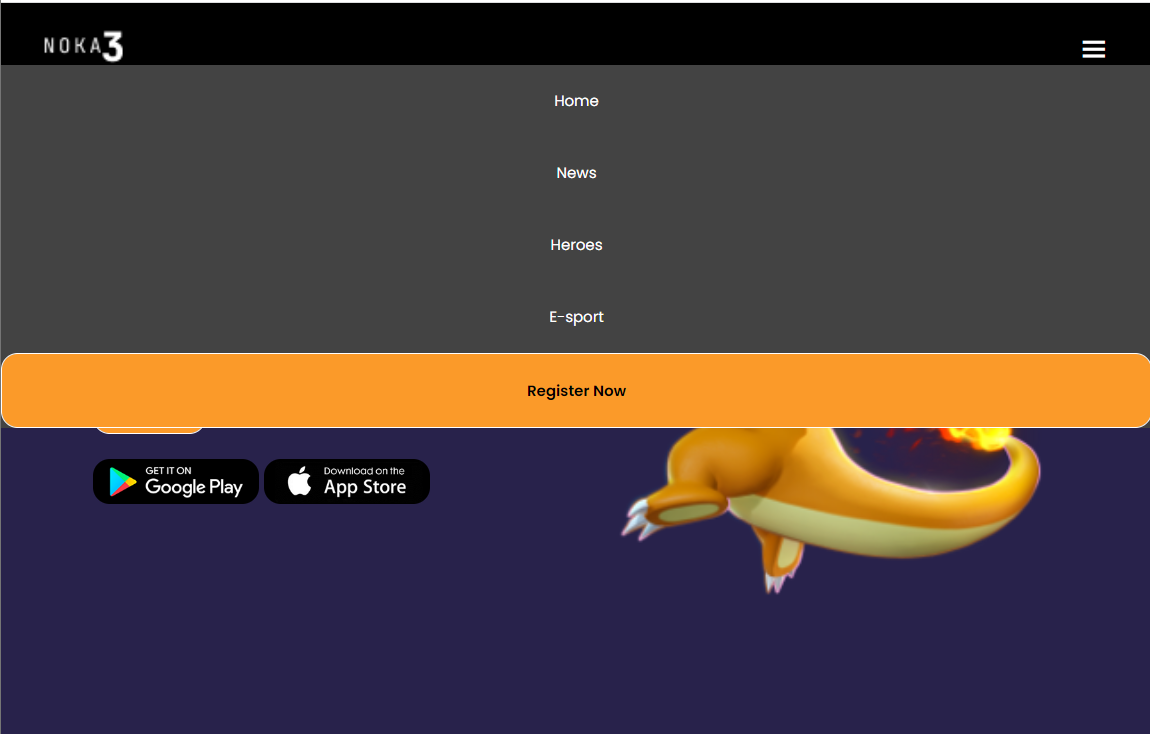 NOKA3
Home
News
Heroes
E-sport
Register Now
GET IT ON
Google Play
Download on the
App Store